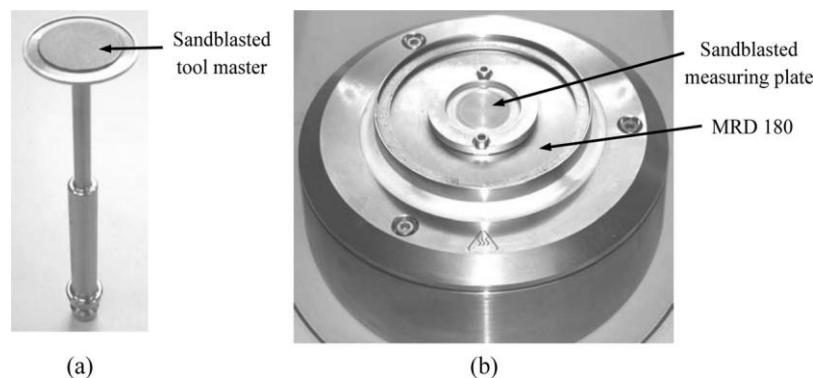 Sandblasted
tool master
Sandblasted
measuring plate
MRD 180
(a)
(b)